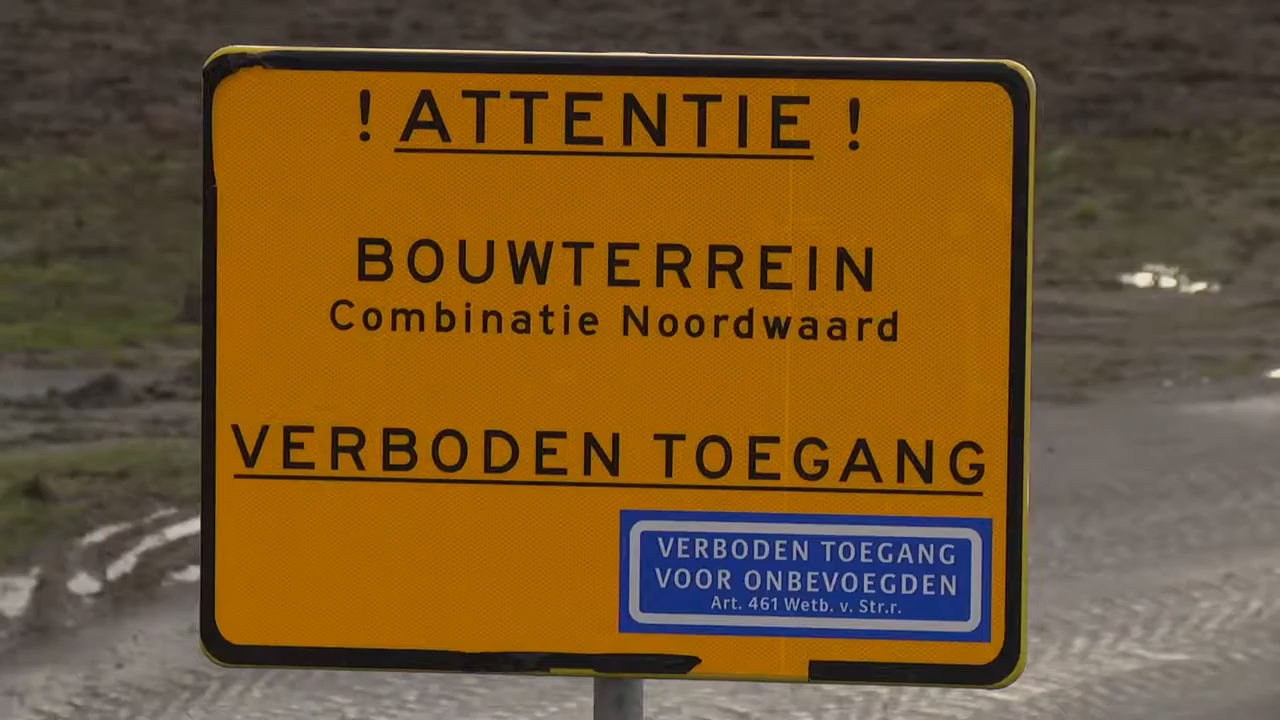 ! ATTENTIE !
BOUWTERREIN
Combinatie Noordwaard
VERBODEN TOEGANG
VERBODEN TOEGANG
VOOR ONBEVOEGDEN
Art. 461 Wetb. v. Str.r.